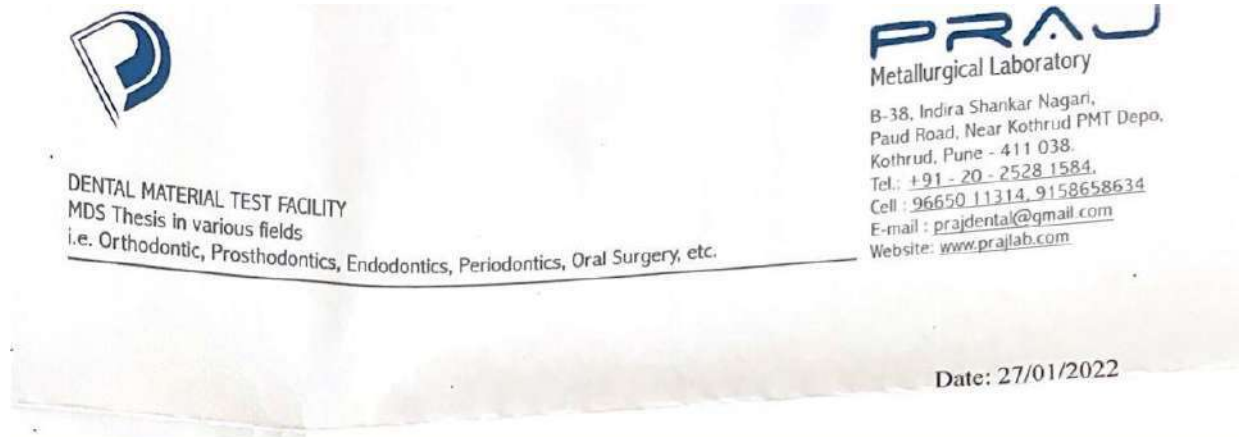 PRAJ
Metallurgical Laboratory
B-38, Indira Shankar Nagari,
Paud Road, Near Kothrud PMT Depo,
Kothrud, Pune - 411 038.
Tel.: +91 - 20 - 2528 1584,
Cell : 96650 11314, 9158658634
E-mail : prajdental@gmail.com
Website: www.prajlab.com
DENTAL MATERIAL TEST FACILITY
MDS Thesis in various fields
i.e. Orthodontic, Prosthodontics, Endodontics, Periodontics, Oral Surgery, etc.
Date: 27/01/2022